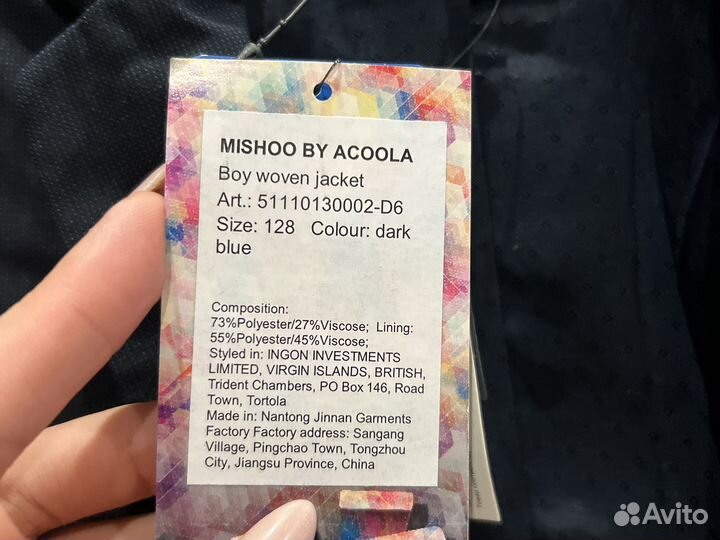 MISHOO BY ACOOLA
Boy woven jacket
Art.: 51110130002-D6
Size: 128 Colour: dark
blue
Composition:
73%Polyester/27%Viscose; Lining:
55%Polyester/45%Viscose;
Styled in: INGON INVESTMENTS
LIMITED, VIRGIN ISLANDS, BRITISH,
Trident Chambers, PO Box 146, Road
Town, Tortola
Made in: Nantong Jinnan Garments
Factory Factory address: Sangang
Village, Pingchao Town, Tongzhou
City, Jiangsu Province, China
Avito